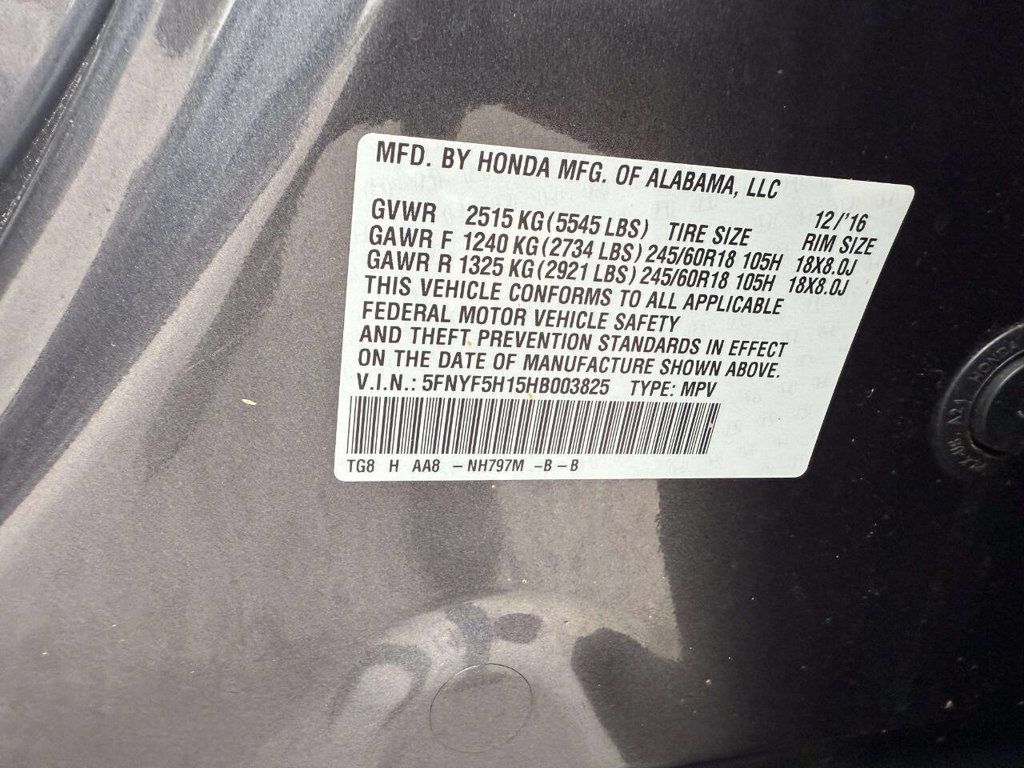 MFD. BY HONDA MFG. OF ALABAMA, LLC
12/'16
GVWR 2515 KG(5545 LBS) TIRE SIZE RIM SIZE
GAWR F 1240 KG(2734 LBS) 245/60R18 105H 18X8.0J
GAWR R 1325 KG(2921 LBS) 245/60R18 105H 18X8.0J
THIS VEHICLE CONFORMS TO ALL APPLICABLE
FEDERAL MOTOR VEHICLE SAFETY
AND THEFT PREVENTION STANDARDS IN EFFECT
ON THE DATE OF MANUFACTURE SHOWN ABOVE.
V.I.N.: 5FNYF5H15HB003825 TYPE: MPV
TG8 H AA8 -NH797M -B-B
HONDA